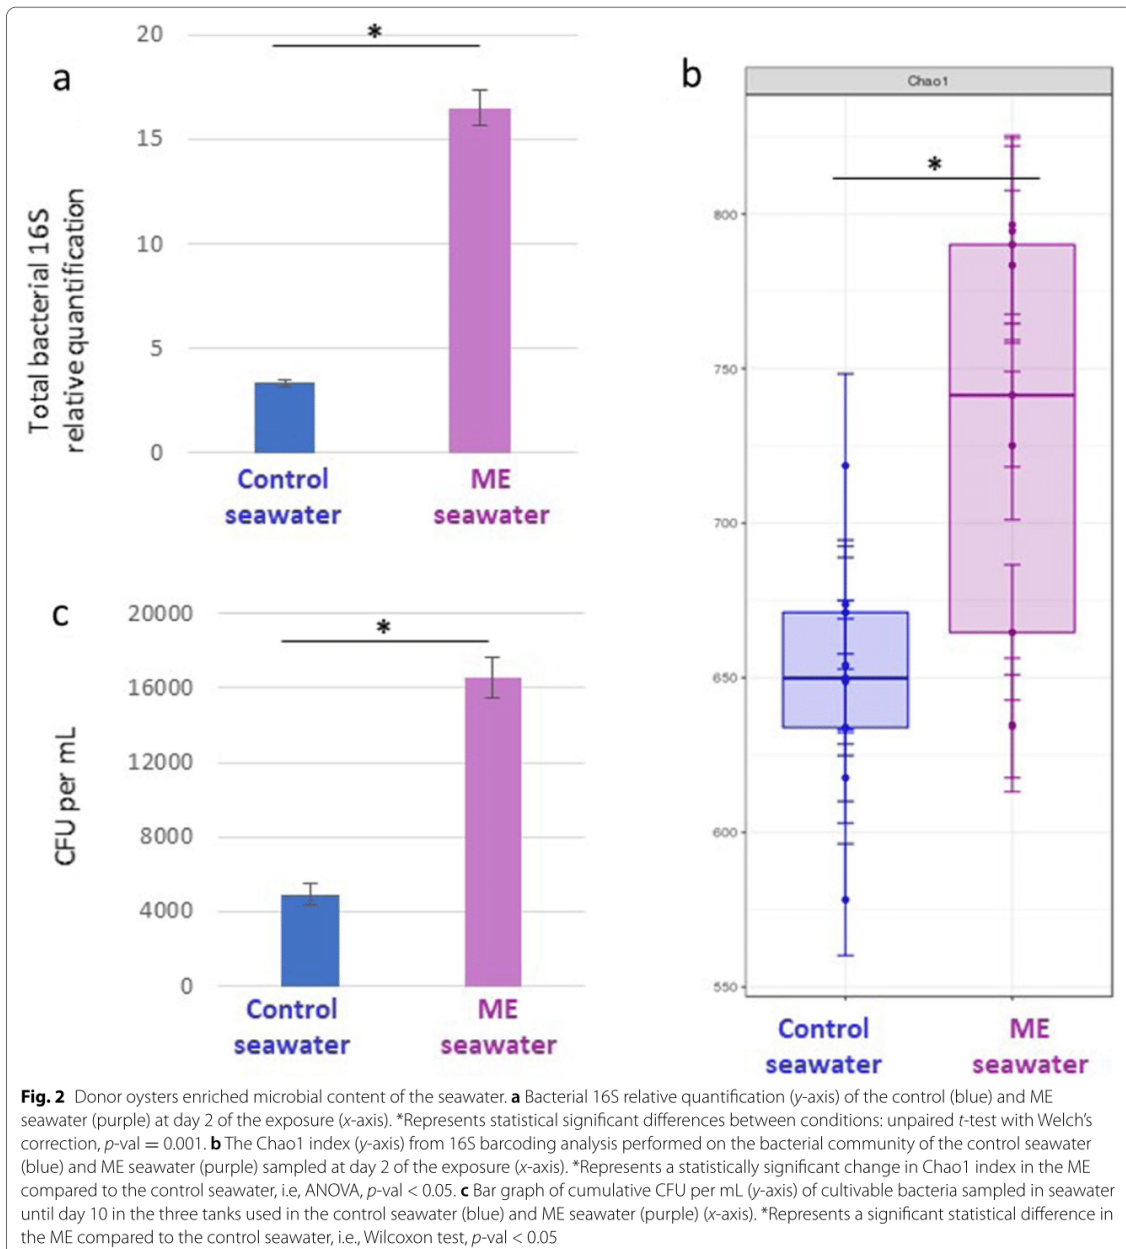 a
20
*
15
10
5
0
Total bacterial 16S
relative quantification
Control
seawater
ME
seawater
b
Chao1
*
800
750
700
650
600
550
Control
seawater
ME
seawater
c
20000
*
16000
12000
8000
4000
0
CFU per mL
Control
seawater
ME
seawater
Fig. 2 Donor oysters enriched microbial content of the seawater. a Bacterial 16S relative quantification (y-axis) of the control (blue) and ME
seawater (purple) at day 2 of the exposure (x-axis). *Represents statistical significant differences between conditions: unpaired t-test with Welch's
correction, p-val = 0.001. b The Chao1 index (y-axis) from 16S barcoding analysis performed on the bacterial community of the control seawater
(blue) and ME seawater (purple) sampled at day 2 of the exposure (x-axis). *Represents a statistically significant change in Chao1 index in the ME
compared to the control seawater, i.e, ANOVA, p-val < 0.05. c Bar graph of cumulative CFU per mL (y-axis) of cultivable bacteria sampled in seawater
until day 10 in the three tanks used in the control seawater (blue) and ME seawater (purple) (x-axis). *Represents a significant statistical difference in
the ME compared to the control seawater, i.e., Wilcoxon test, p-val < 0.05